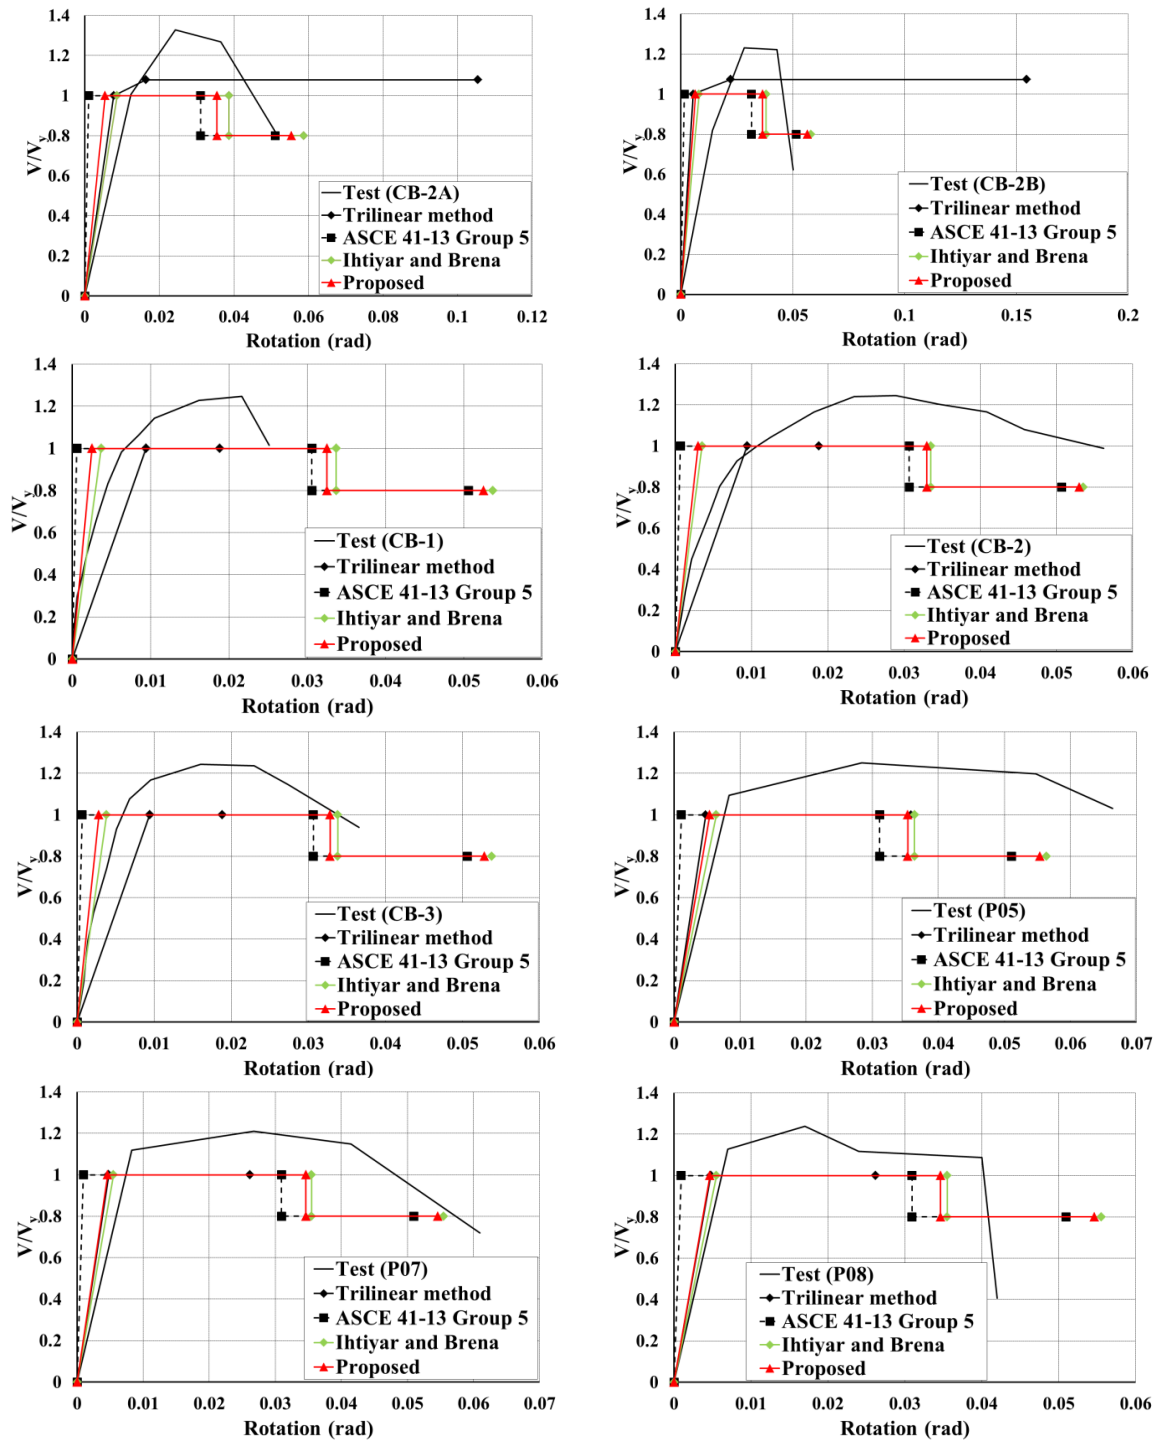 1.4
1.2
1
0.8
0.6
0.4
0.2
0
V/Vy
0 0.02 0.04 0.06 0.08 0.1 0.12
Rotation (rad)
Test (CB-2A)
Trilinear method
ASCE 41-13 Group 5
Ihtiyar and Brena
Proposed
1.4
1.2
1
0.8
0.6
0.4
0.2
0
V/Vy
0 0.05 0.1 0.15 0.2
Rotation (rad)
Test (CB-2B)
Trilinear method
ASCE 41-13 Group 5
Ihtiyar and Brena
Proposed
1.4
1.2
1
0.8
0.6
0.4
0.2
0
V/Vy
0 0.01 0.02 0.03 0.04 0.05 0.06
Rotation (rad)
Test (CB-1)
Trilinear method
ASCE 41-13 Group 5
Ihtiyar and Brena
Proposed
1.4
1.2
1
0.8
0.6
0.4
0.2
0
V/Vy
0 0.01 0.02 0.03 0.04 0.05 0.06
Rotation (rad)
Test (CB-2)
Trilinear method
ASCE 41-13 Group 5
Ihtiyar and Brena
Proposed
1.4
1.2
1
0.8
0.6
0.4
0.2
0
V/Vy
0 0.01 0.02 0.03 0.04 0.05 0.06
Rotation (rad)
Test (CB-3)
Trilinear method
ASCE 41-13 Group 5
Ihtiyar and Brena
Proposed
1.4
1.2
1
0.8
0.6
0.4
0.2
0
V/Vy
0 0.01 0.02 0.03 0.04 0.05 0.06 0.07
Rotation (rad)
Test (P05)
Trilinear method
ASCE 41-13 Group 5
Ihtiyar and Brena
Proposed
1.4
1.2
1
0.8
0.6
0.4
0.2
0
V/Vy
0 0.01 0.02 0.03 0.04 0.05 0.06 0.07
Rotation (rad)
Test (P07)
Trilinear method
ASCE 41-13 Group 5
Ihtiyar and Brena
Proposed
1.4
1.2
1
0.8
0.6
0.4
0.2
0
V/Vy
0 0.01 0.02 0.03 0.04 0.05 0.06
Rotation (rad)
Test (P08)
Trilinear method
ASCE 41-13 Group 5
Ihtiyar and Brena
Proposed